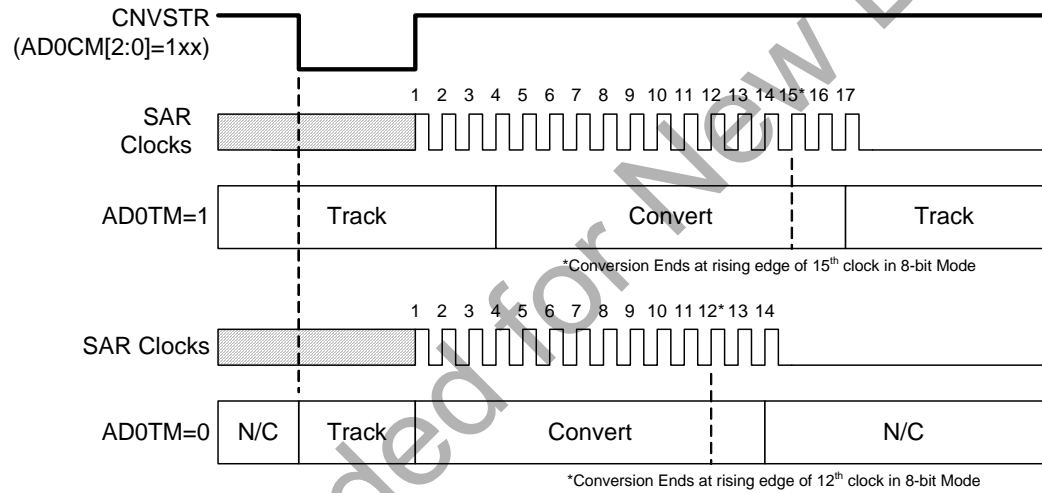 CNVSTR
(AD0CM[2:0]=1xx)
1 2 3 4 5 6 7 8 9 10 11 12 13 14 15* 16 17
SAR
Clocks
AD0TM=1 Track Convert Track
*Conversion Ends at rising edge of 15th clock in 8-bit Mode
1 2 3 4 5 6 7 8 9 10 11 12* 13 14
SAR Clocks
AD0TM=0 N/C Track Convert N/C
*Conversion Ends at rising edge of 12th clock in 8-bit Mode
ded for New